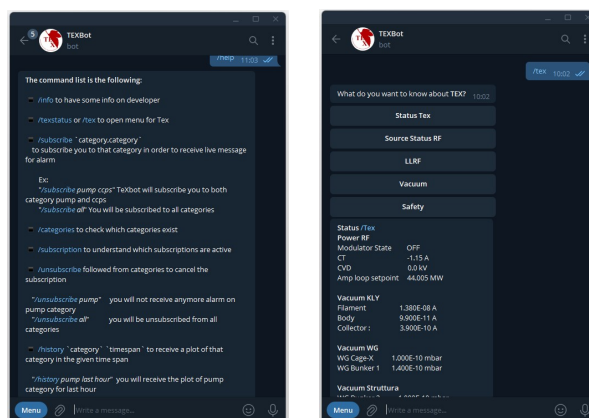 5
TEXBot
bot
/help 11:03
The command list is the following:
/info to have some info on developer
/texstatus or /tex to open menu for Tex
/subscribe `category,category`
to subscribe you to that category in order to receive live message
for alarm
Ex:
"/subscribe pump ccps" TeXbot will subscribe you to both
category pump and ccps
"/subscribe all" You will be subscribed to all categories
/categories to check which categories exist
/subscription to understand which subscriptions are active
/unsubscribe followed from categories to cancel the
subscription
"/unsubscribe pump" you will not receive anymore alarm on
pump category
"/unsubscribe all" you will be unsubscribed from all
categories
/history `category` `timespan` to receive a plot of that
category in the given time span
"/history pump last hour" you will receive the plot of pump
category for last hour
Menu
Write a message...
TEXBot
bot
/tex 10:02
What do you want to know about TEX? 10:02
Status Tex
Source Status RF
LLRF
Vacuum
Safety
Status /Tex
Power RF
Modulator State OFF
CT -1.15 A
CVD 0.0 kV
Amp loop setpoint 44.005 MW
Vacuum KLY
Filament 1.380E-08 A
Body 9.900E-11 A
Collector : 3.900E-10 A
Vacuum WG
WG Cage-X 1.000E-10 mbar
WG Bunker 1 1.400E-10 mbar
Vacuum Struttura
Menu
Write a message...